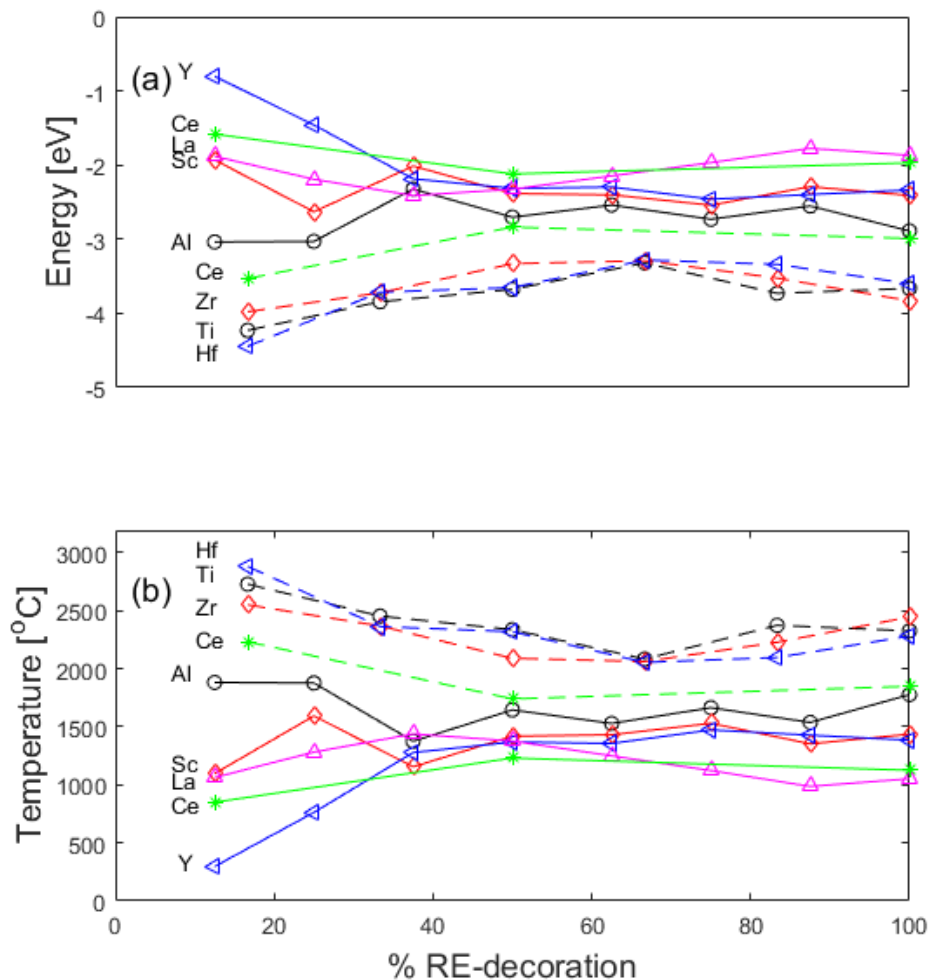 0
(a)
Y
-1
Ce
La
Sc
-2
Al
-3
Ce
Zr
-4
Ti
Hf
-5
Energy [eV]
3000
Hf
Ti
(b)
2500
Zr
Ce
2000
Al
1500
Sc
1000
La
Ce
500
Y
0
Temperature [°C]
0 20 40 60 80 100
% RE-decoration